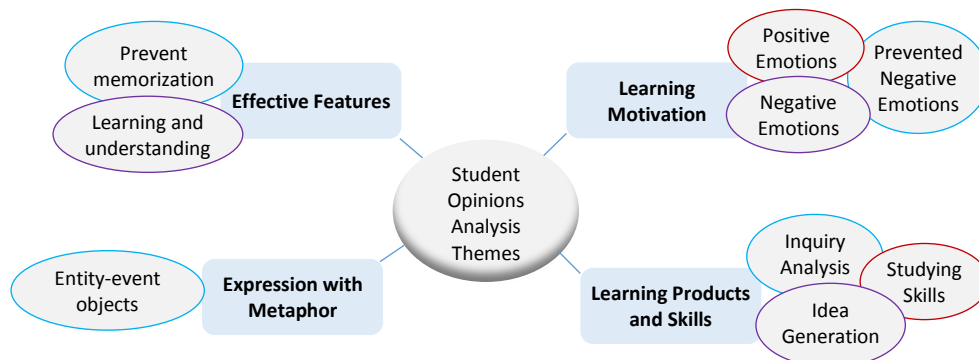 Prevent
memorization
Learning and
understanding
Effective Features
Learning
Motivation
Positive
Emotions
Negative
Emotions
Prevented
Negative
Emotions
Student
Opinions
Analysis
Themes
Entity-event
objects
Expression with
Metaphor
Learning Products
and Skills
Inquiry
Analysis
Studying
Skills
Idea
Generation